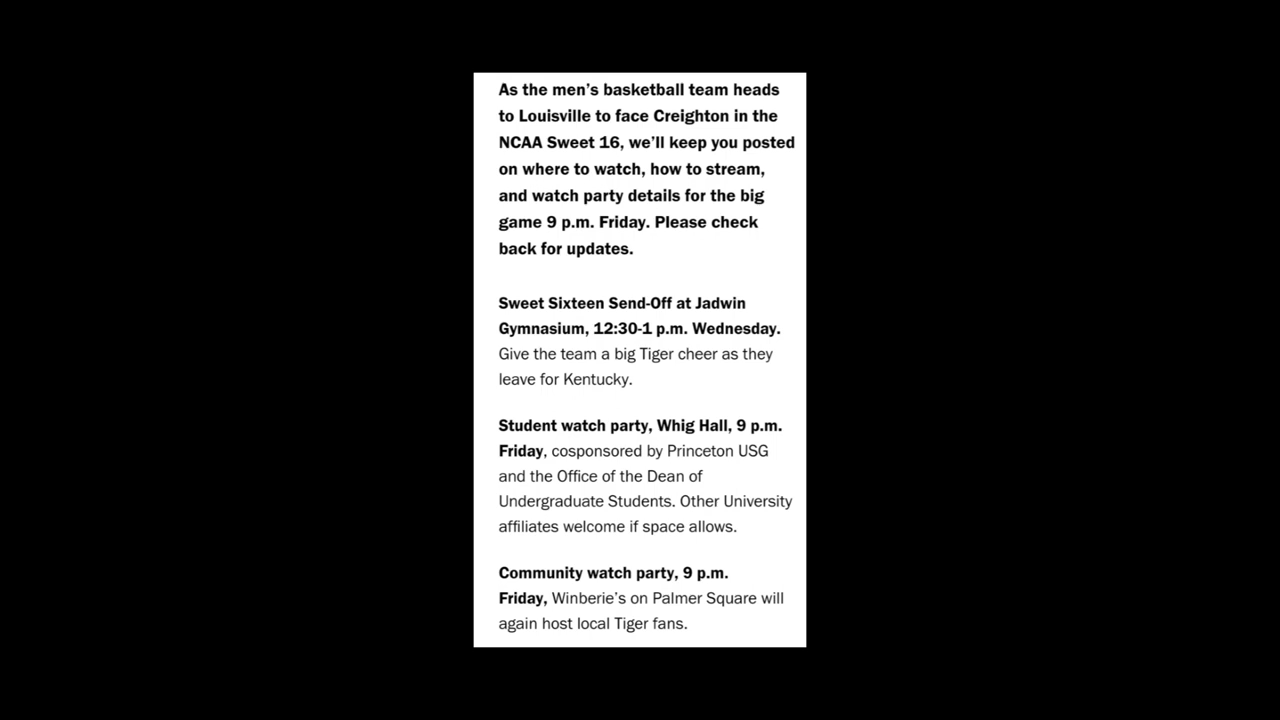 As the men’s basketball team heads
to Louisville to face Creighton in the
NCAA Sweet 16, we’ll keep you posted
on where to watch, how to stream,
and watch party details for the big
game 9 p.m. Friday. Please check
back for updates.
Sweet Sixteen Send-Off at Jadwin
Gymnasium, 12:30-1 p.m. Wednesday.
Give the team a big Tiger cheer as they
leave for Kentucky.
Student watch party, Whig Hall, 9 p.m.
Friday, cosponsored by Princeton USG
and the Office of the Dean of
Undergraduate Students. Other University
affiliates welcome if space allows.
Community watch party, 9 p.m.
Friday, Winberie’s on Palmer Square will
again host local Tiger fans.